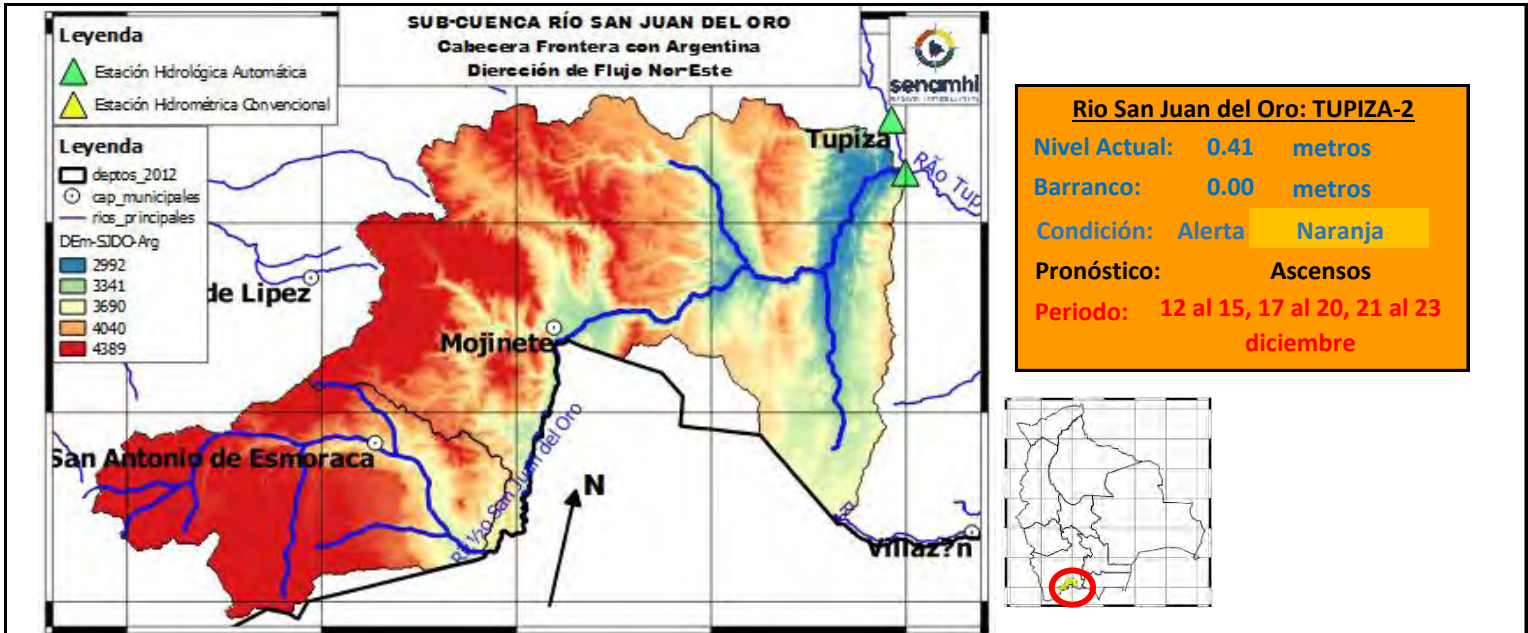 SUB-CUENCA RÍO SAN JUAN DEL ORO
Cabecera Frontera con Argentina
Diercción de Flujo Nor-Este
Leyenda
Estación Hidrológica Automática
Estación Hidrométrica Convencional
Leyenda
deptos_2012
cap_municipales
rios_principales
DEm-SJDO-Arg
2992
3341
3690
4040
4389
senamhi
Tupiza
RÃo Tup
de Lipez
Mojinete
San Antonio de Esmoraca
San Juan del Oro
N
Villaz?n
Rio San Juan del Oro: TUPIZA-2
Nivel Actual: 0.41 metros
Barranco: 0.00 metros
Condición: Alerta Naranja
Pronóstico: Ascensos
Periodo: 12 al 15, 17 al 20, 21 al 23
diciembre